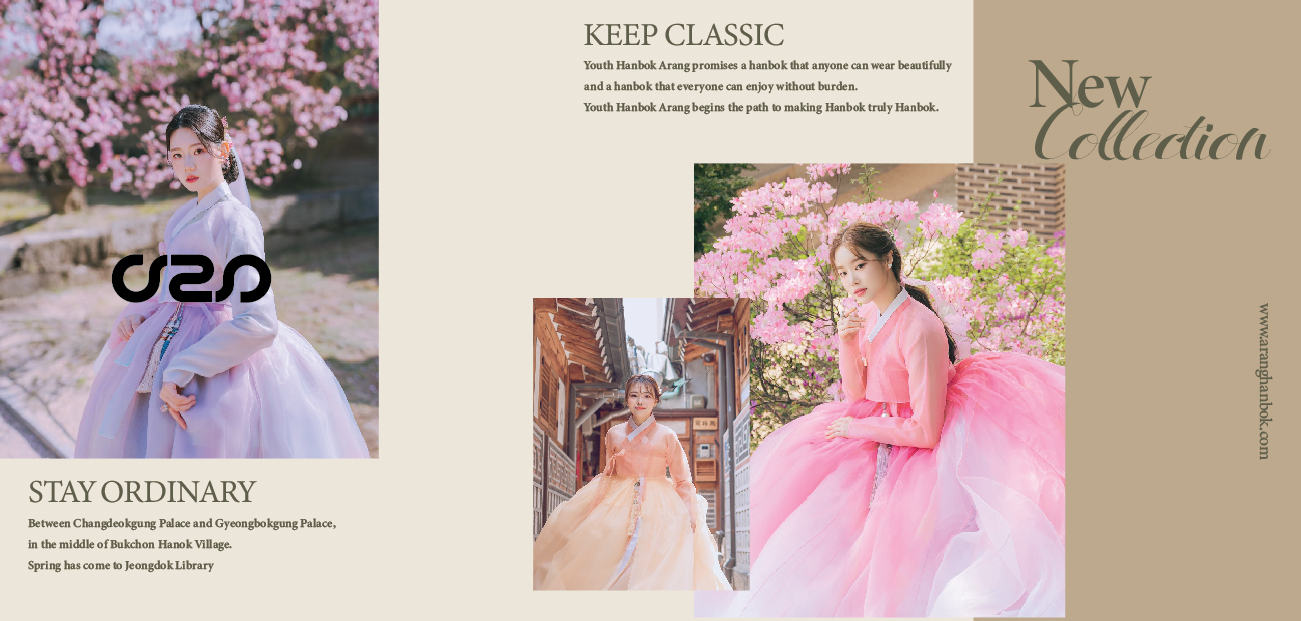 KEEP CLASSIC
Youth Hanbok Arang promises a hanbok that anyone can wear beautifully
and a hanbok that everyone can enjoy without burden.
Youth Hanbok Arang begins the path to making Hanbok truly Hanbok.
New
Collection
www.aranghanbok.com
STAY ORDINARY
Between Changdeokgung Palace and Gyeongbokgung Palace,
in the middle of Bukchon Hanok Village.
Spring has come to Jeongdok Library